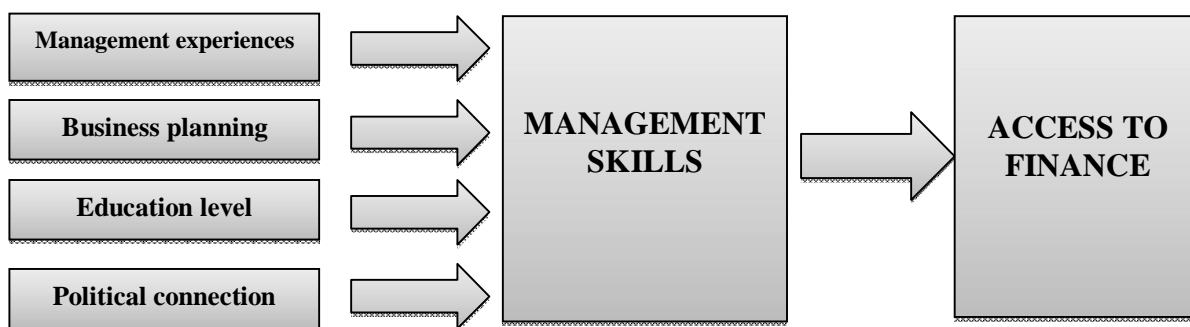 Management experiences
Business planning
Education level
Political connection
MANAGEMENT
SKILLS
ACCESS TO
FINANCE